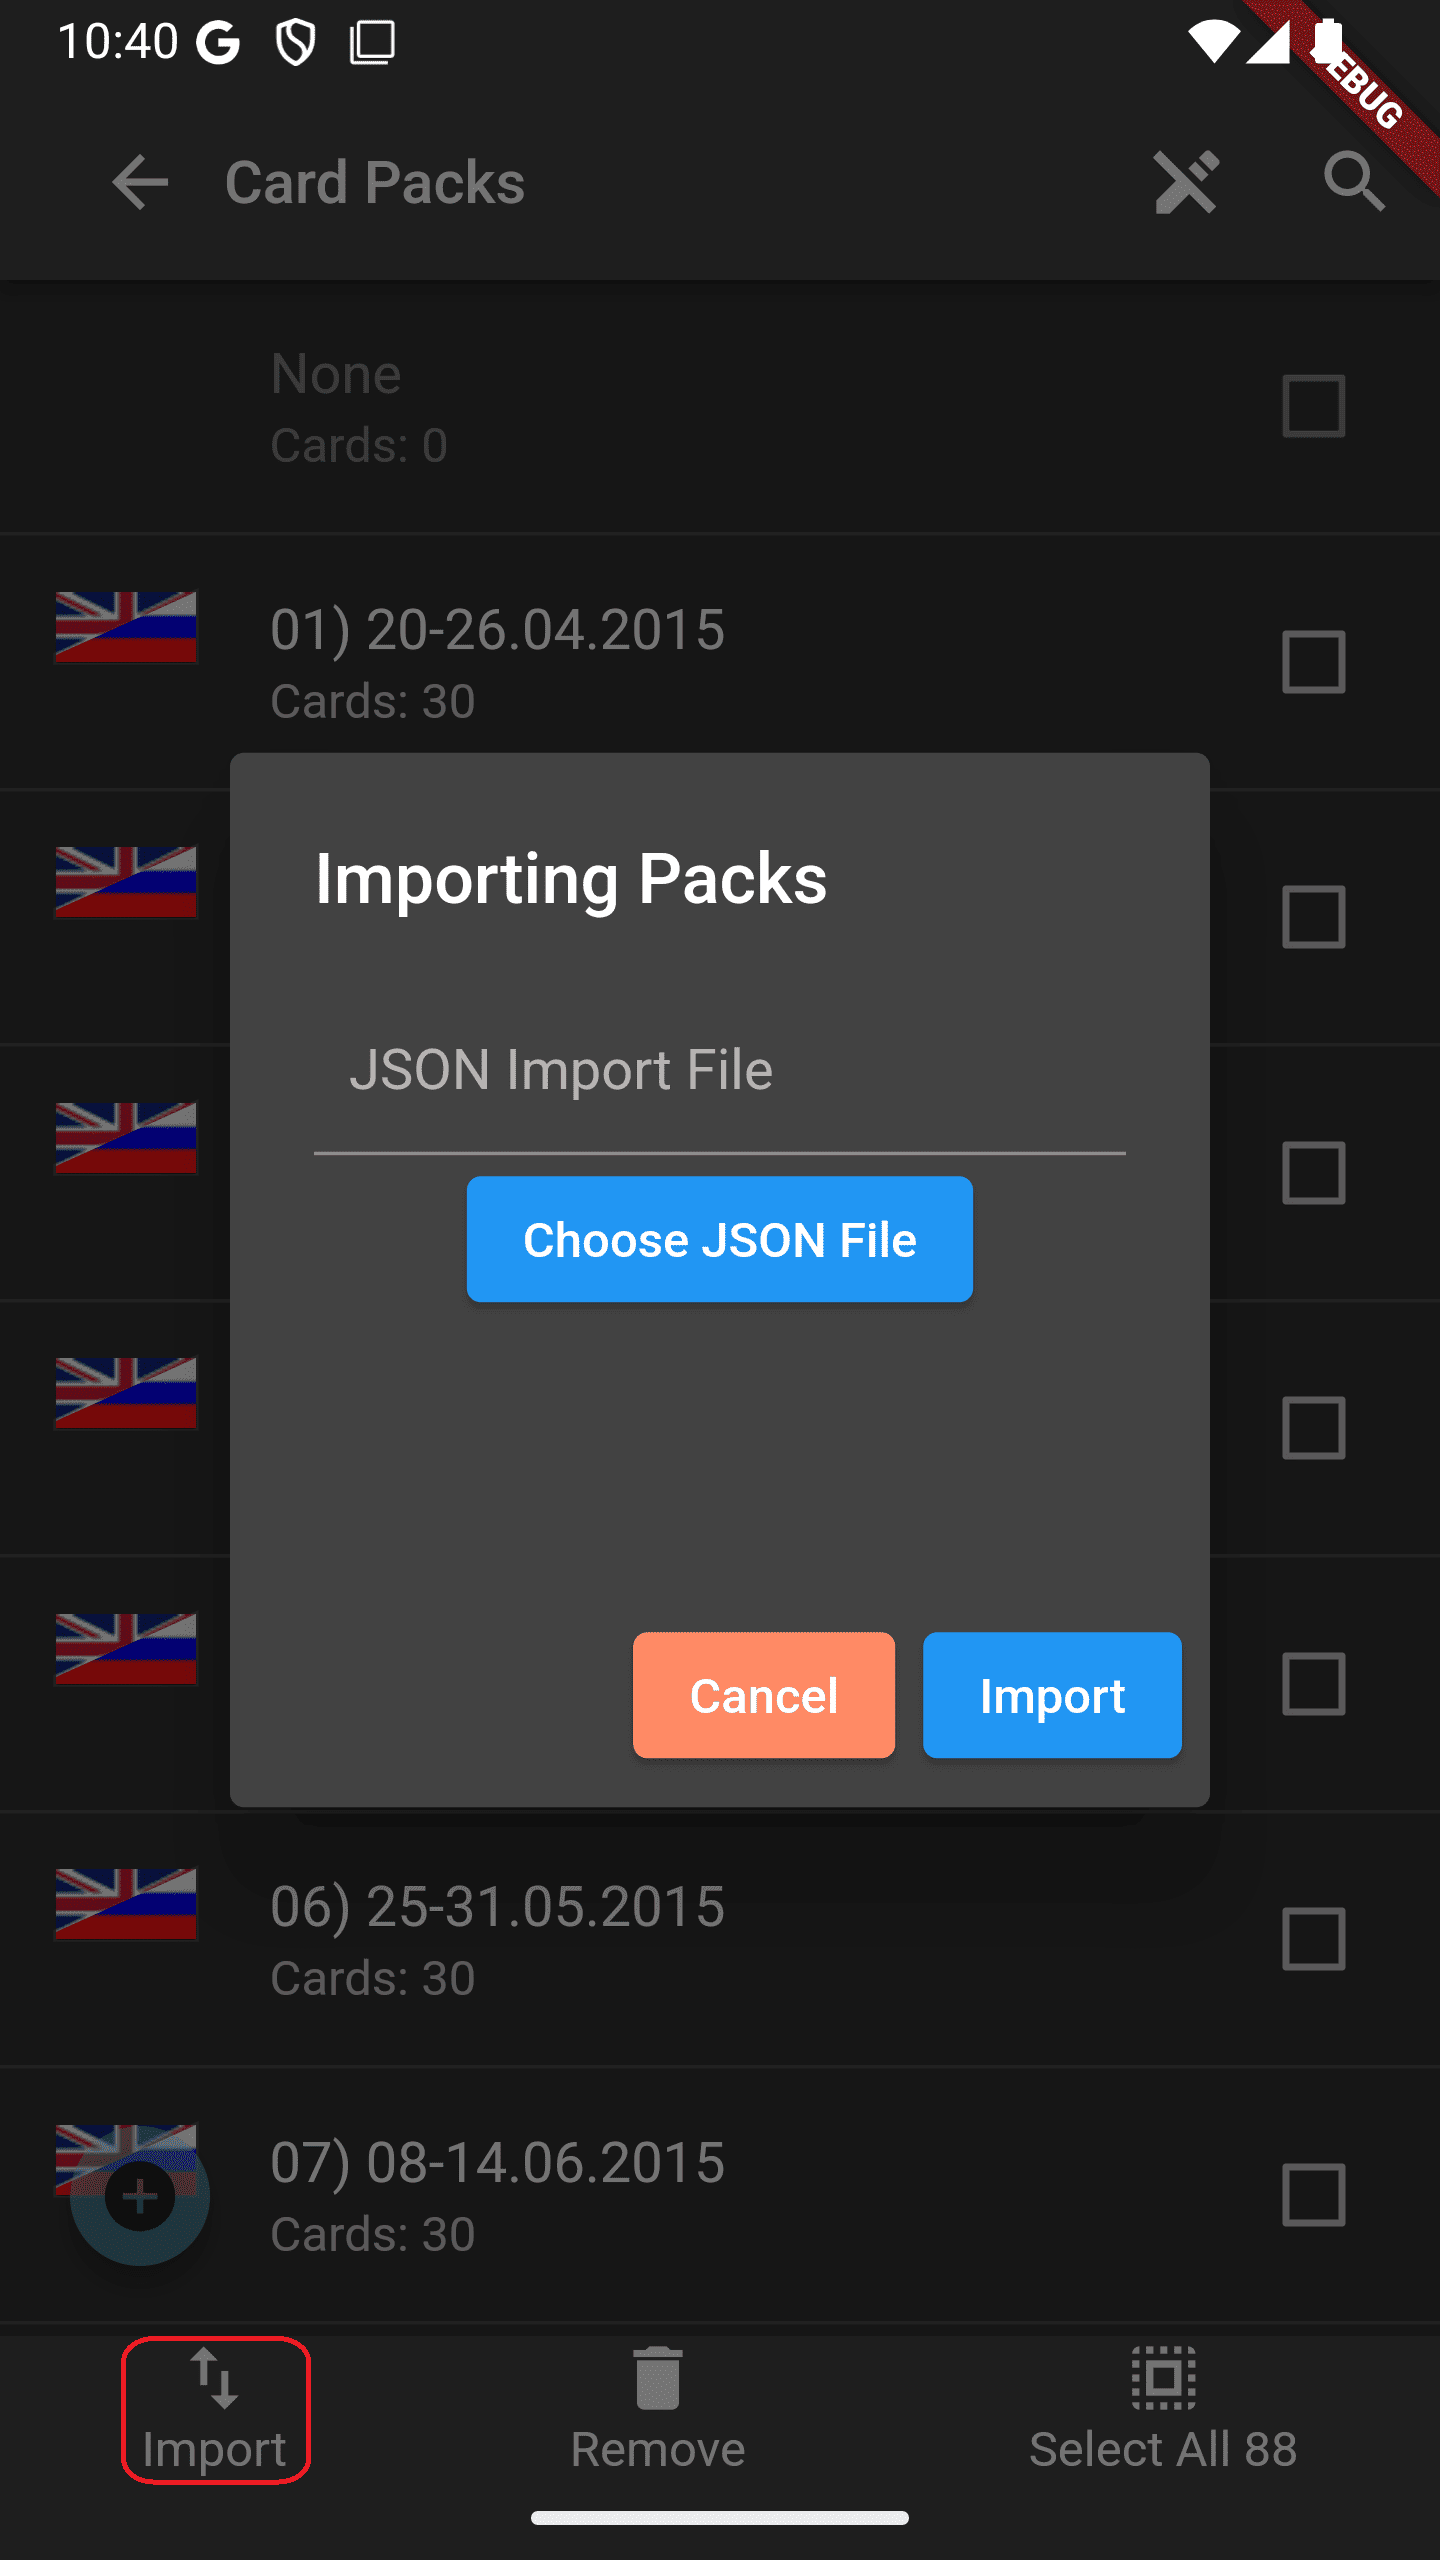 10:40
EBUG
Card Packs
None
Cards: 0
01) 20-26.04.2015
Cards: 30
Importing Packs
JSON Import File
Choose JSON File
Cancel Import
06) 25-31.05.2015
Cards: 30
07) 08-14.06.2015
Cards: 30
Import Remove Select All 88